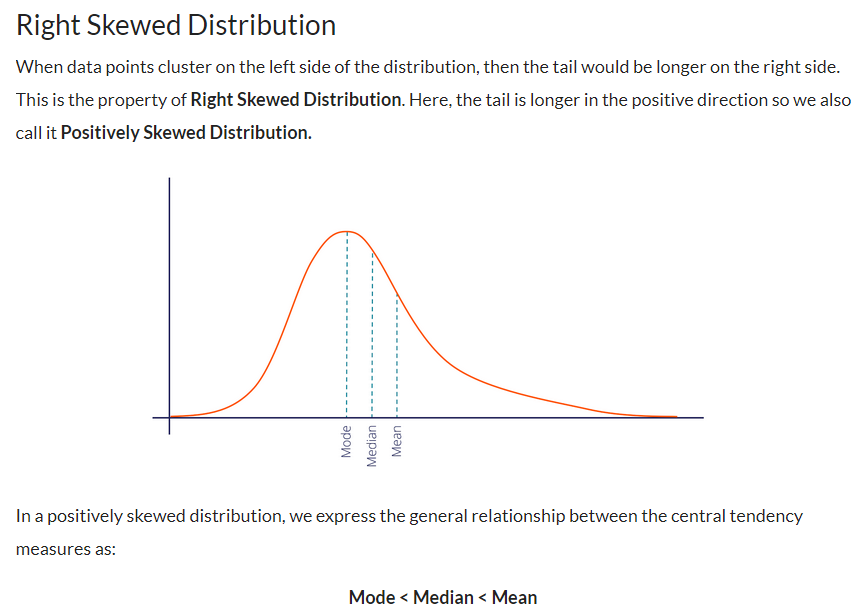 Right Skewed Distribution
When data points cluster on the left side of the distribution, then the tail would be longer on the right side.
This is the property of Right Skewed Distribution. Here, the tail is longer in the positive direction so we also
call it Positively Skewed Distribution.
Mode
Median
Mean
In a positively skewed distribution, we express the general relationship between the central tendency
measures as:
Mode < Median < Mean